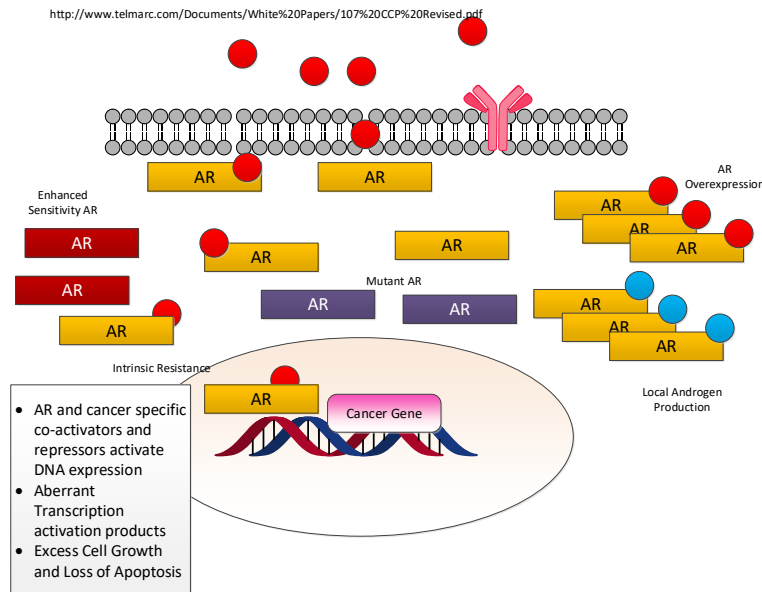 http://www.telmarc.com/Documents/White%20Papers/107%20CCP%20Revised.pdf
AR
AR
Enhanced
Sensitivity AR
AR
Overexpression
AR
AR
AR
AR
AR
AR
AR
Mutant AR
AR
AR
AR
AR
AR
AR
AR
Intrinsic Resistance
AR
Cancer Gene
Local Androgen
Production
• AR and cancer specific
co-activators and
repressors activate
DNA expression
• Aberrant
Transcription
activation products
• Excess Cell Growth
and Loss of Apoptosis